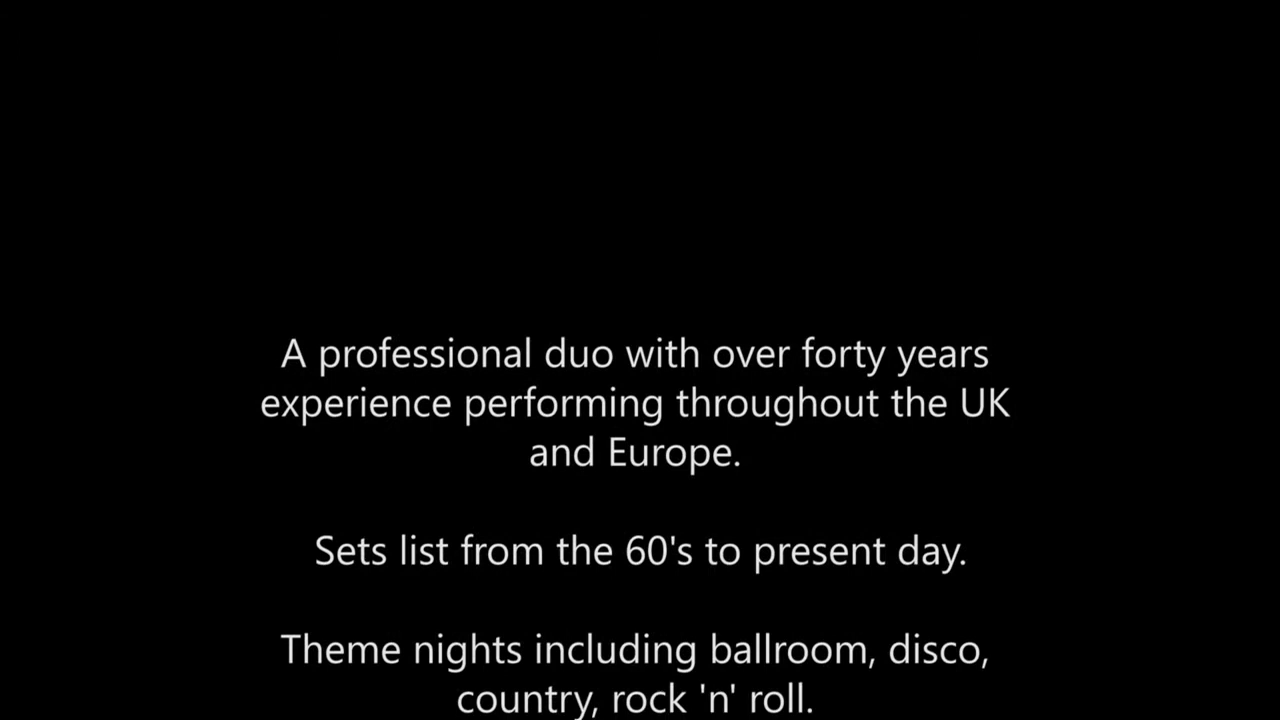 A professional duo with over forty years
experience performing throughout the UK
and Europe.
Sets list from the 60's to present day.
Theme nights including ballroom, disco,
country, rock 'n' roll.